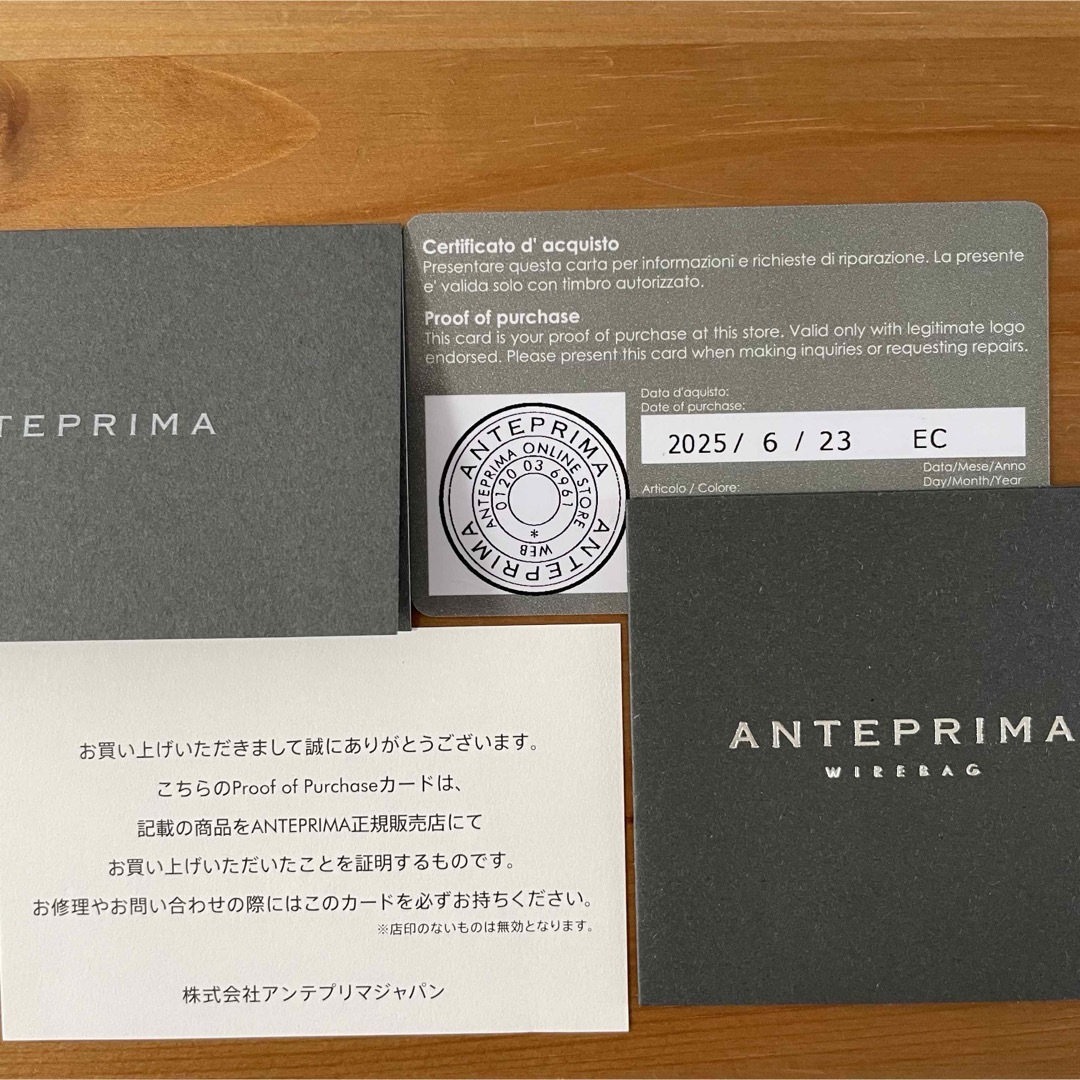 Certificato d' acquisto
Presentare questa carta per informazioni e richieste di riparazione. La presente
e' valida solo con timbro autorizzato.
Proof of purchase
This card is your proof of purchase at this store. Valid only with legitimate logo
endorsed. Please present this card when making inquiries or requesting repairs.
Data d'aquisto:
Date of purchase:
2025/ 6 / 23 EC
Data/Mese/Anno
Day/Month/Year
Articolo / Colore:
ANTEPRIMA ANTEPRIMA ANTEPRIMA
ANTEPRIMA ONLINE STORE
0120 03 6961
* WEB
TEPRIMA
ANTEPRIMA
WIREBAG
お買い上げいただきまして誠にありがとうございます。
こちらのProof of Purchaseカードは、
記載の商品をANTEPRIMA正規販売店にて
お買い上げいただいたことを証明するものです。
お修理やお問い合わせの際にはこのカードを必ずお持ちください。
※店印のないものは無効となります。
株式会社アンテプリマジャパン